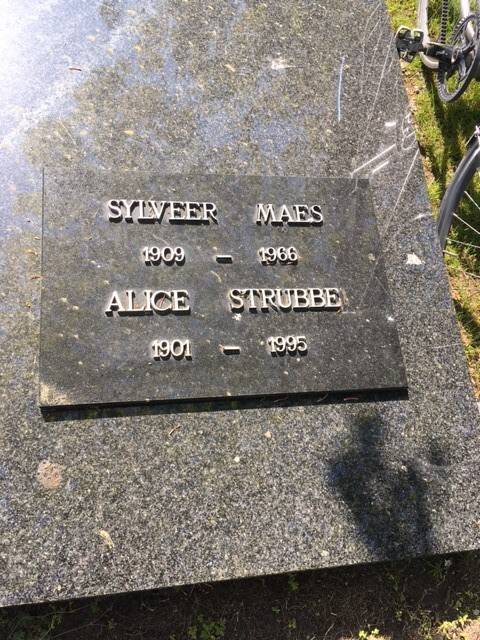 SYLVEER MAES
1909 - 1966
ALICE STRUBBE
1901 - 1995